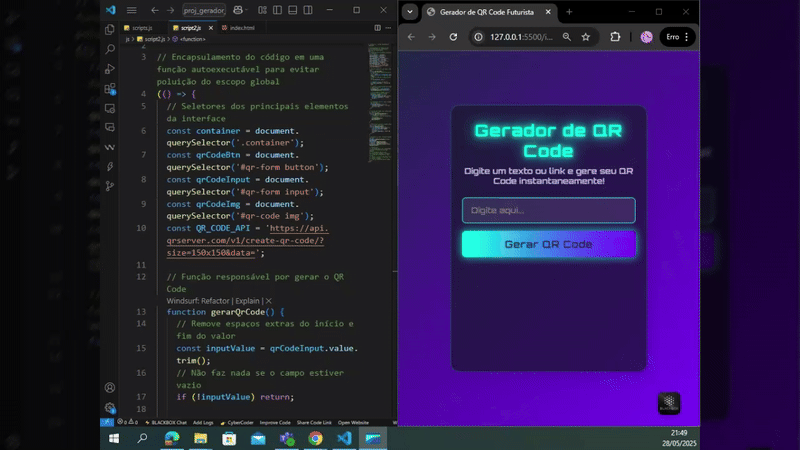 proj_gerador_
scripts.js
script2.js
index.html
js > script2.js > <function>
2
3 // Encapsulamento do código em uma
função autoexecutável para evitar
poluição do escopo global
4 (() => {
5 // Seletores dos principais elementos
da interface
6 const container = document.
querySelector('.container');
7 const qrCodeBtn = document.
querySelector('#qr-form button');
8 const qrCodeInput = document.
querySelector('#qr-form input');
9 const qrCodeImg = document.
querySelector('#qr-code img');
10 const QR_CODE_API = 'https://api.
qrserver.com/v1/create-qr-code/?
size=150x150&data=';
11
12 // Função responsável por gerar o QR
Code
Windsurf: Refactor | Explain | X
13 function gerarQrCode() {
14 // Remove espaços extras do início e
fim do valor
15 const inputValue = qrCodeInput.value.
trim();
16 // Não faz nada se o campo estiver
vazio
17 if (!inputValue) return;
18
0 0 BLACKBOX Chat Add Logs CyberCoder Improve Code Share Code Link Open Website
Gerador de QR Code Futurista
127.0.0.1:5500/i...
Erro
Gerador de QR
Code
Digite um texto ou link e gere seu QR
Code instantaneamente!
Digite aqui...
Gerar QR Code
21:49
28/05/2025